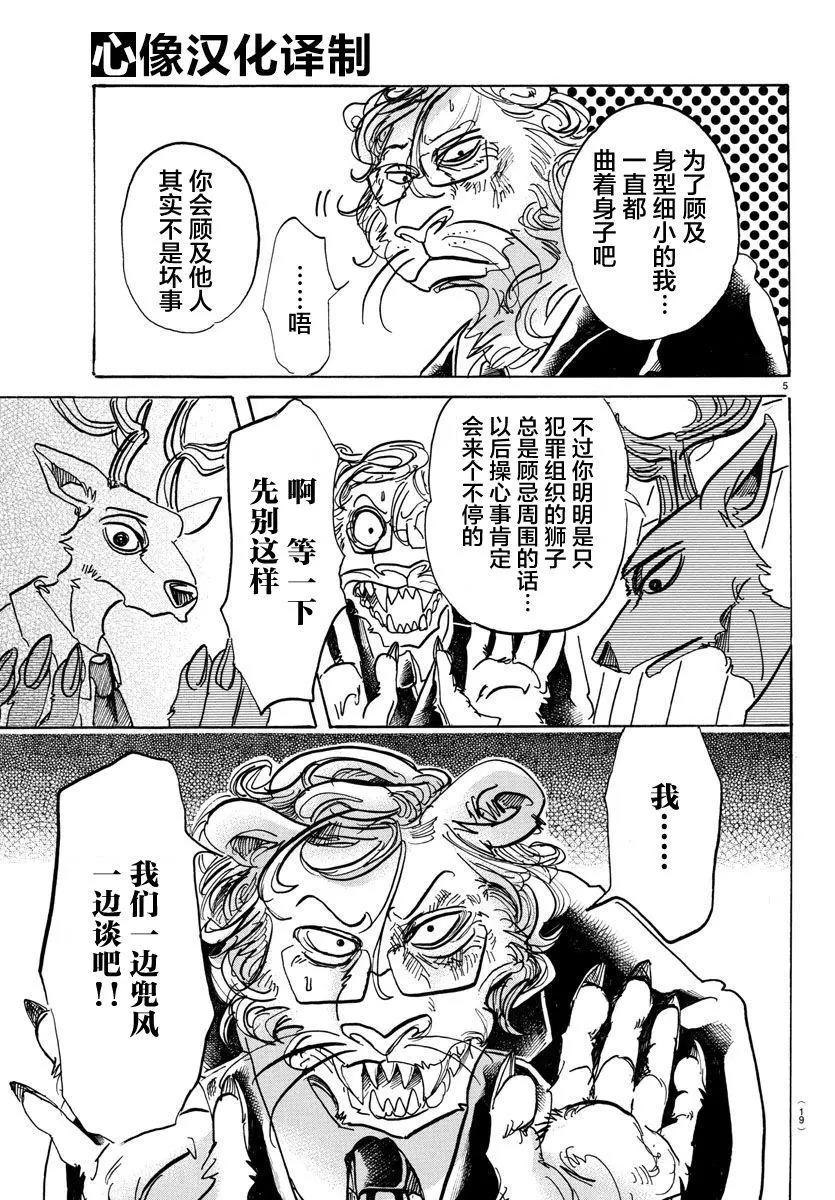 心像汉化译制
为了顾及
身型细小的我…
一直都
曲着身子吧
……唔
你会顾及他人
其实不是坏事
5
不过你明明是只
犯罪组织的狮子
总是顾忌周围的话…
以后操心事肯定
会来个不停的
啊 等一下
先别这样
我……
我们一边兜风
一边谈吧!!
(19)